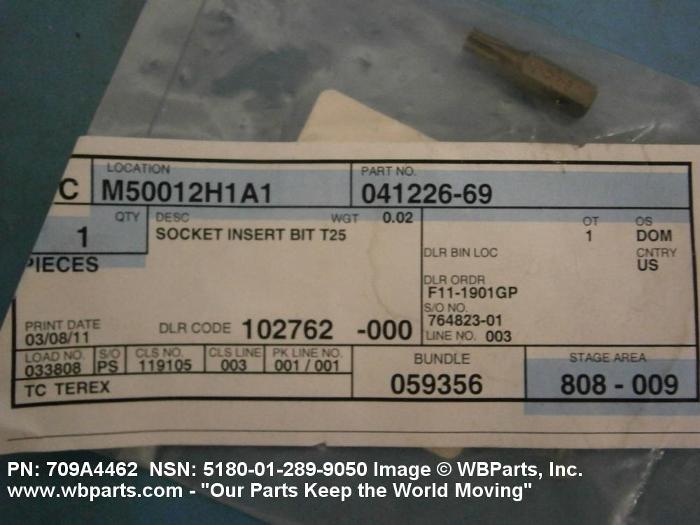 LOCATION PART NO.
C M50012H1A1 041226-69
QTY DESC WGT 0.02 OT OS
1 SOCKET INSERT BIT T25 1 DOM
DLR BIN LOC CNTRY
PIECES US
DLR ORDR
F11-1901GP
S/O NO.
PRINT DATE DLR CODE 102762 -000 764823-01
03/08/11 LINE NO. 003
LOAD NO. S/O CLS NO. CLS LINE PK LINE NO. BUNDLE STAGE AREA
033808 PS 119105 003 001 / 001
TC TEREX 059356 808 - 009
PN: 709A4462 NSN: 5180-01-289-9050 Image © WBParts, Inc.
www.wbparts.com - "Our Parts Keep the World Moving"